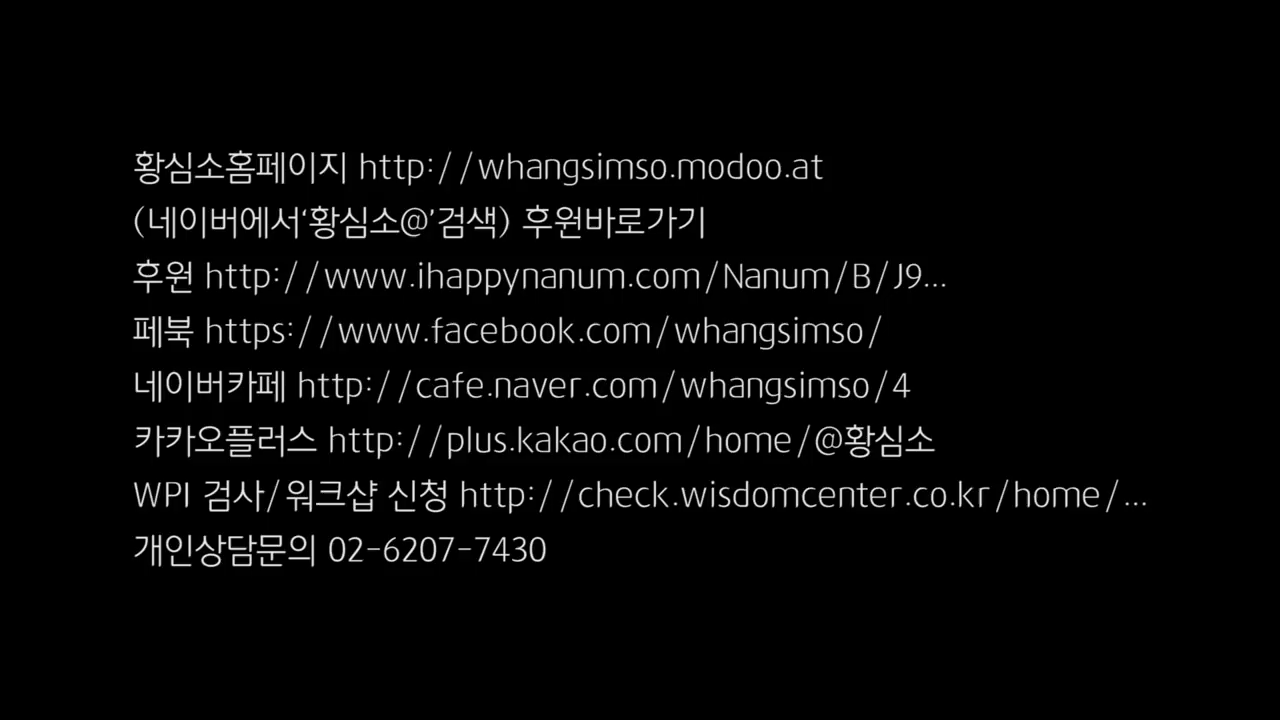 황심소홈페이지 http://whangsimso.modoo.at
(네이버에서‘황심소@’검색) 후원바로가기
후원 http://www.ihappynanum.com/Nanum/B/J9...
페북 https://www.facebook.com/whangsimso/
네이버카페 http://cafe.naver.com/whangsimso/4
카카오플러스 http://plus.kakao.com/home/@황심소
WPI 검사/워크샵 신청 http://check.wisdomcenter.co.kr/home/...
개인상담문의 02-6207-7430